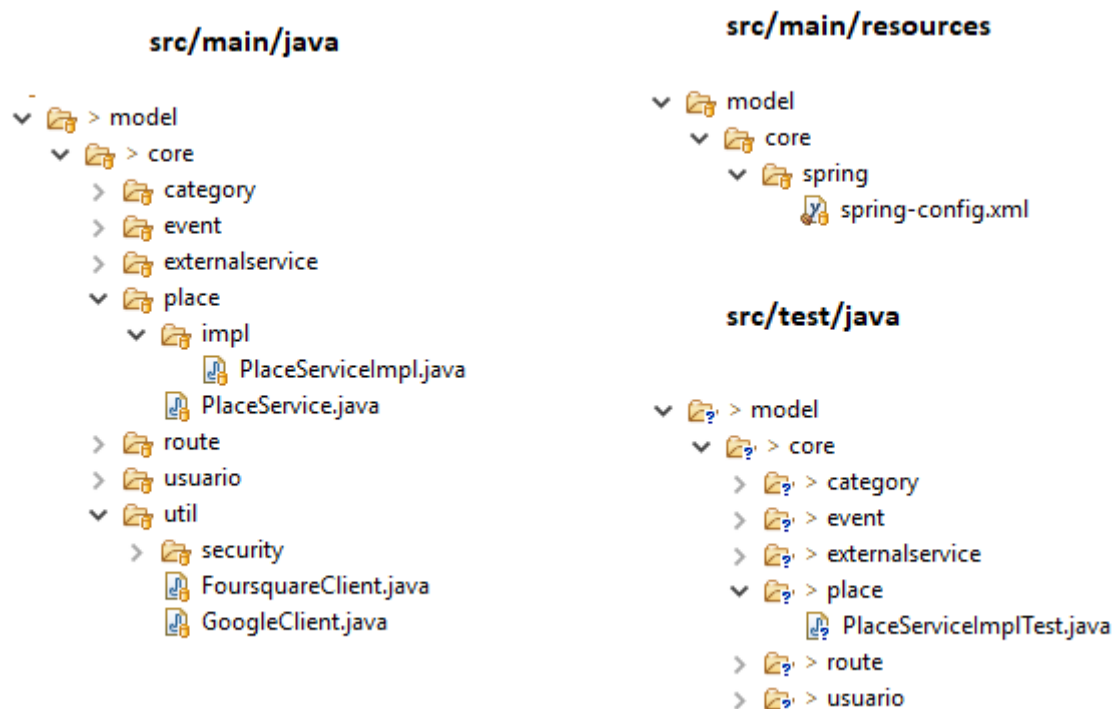 src/main/java
> model
> core
category
event
externalservice
place
impl
PlaceServiceImpl.java
PlaceService.java
route
usuario
util
security
FoursquareClient.java
GoogleClient.java
src/main/resources
model
core
spring
spring-config.xml
src/test/java
> model
> core
> category
> event
> externalservice
> place
PlaceServiceImplTest.java
> route
> usuario